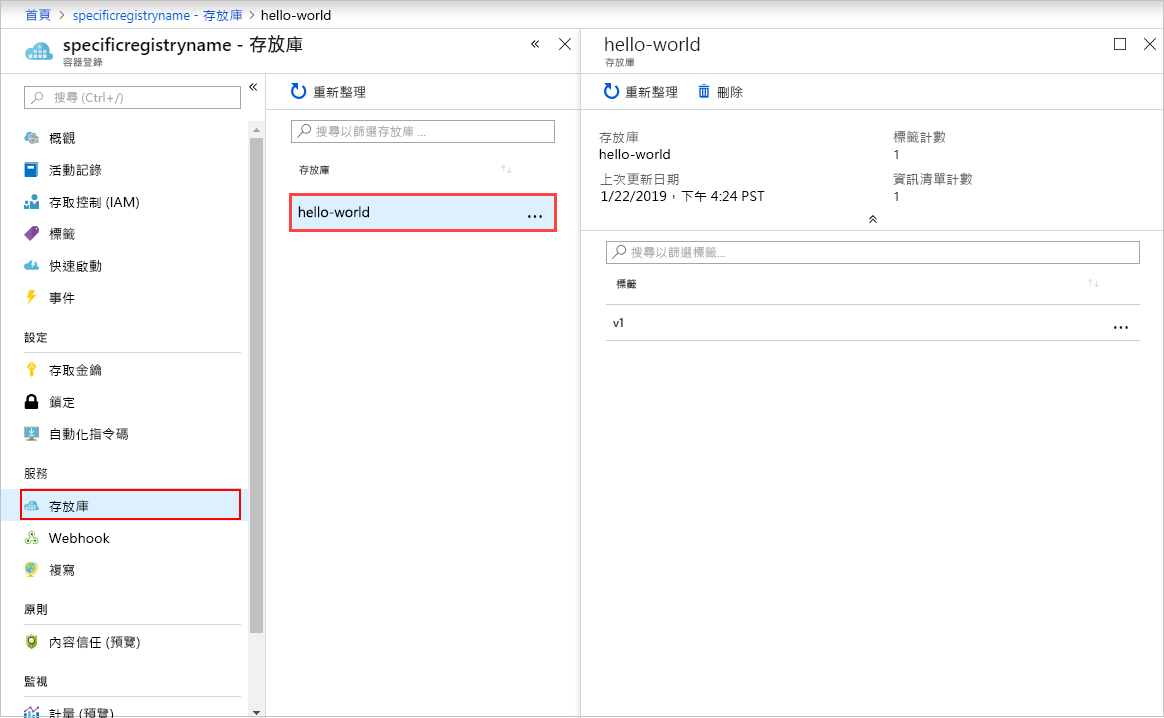 首頁 > specificregistryname - 存放庫 > hello-world
specificregistryname - 存放庫
容器登錄
搜尋 (Ctrl+/)
概觀
活動記錄
存取控制 (IAM)
標籤
快速啟動
事件
設定
存取金鑰
鎖定
自動化指令碼
服務
存放庫
Webhook
複寫
原則
內容信任 (預覽)
監視
計量 (預覽)
重新整理
搜尋以篩選存放庫 ...
存放庫
hello-world
...
hello-world
存放庫
重新整理
刪除
存放庫
hello-world
標籤計數
1
上次更新日期
1/22/2019，下午 4:24 PST
資訊清單計數
1
搜尋以篩選標籤...
標籤
v1
...